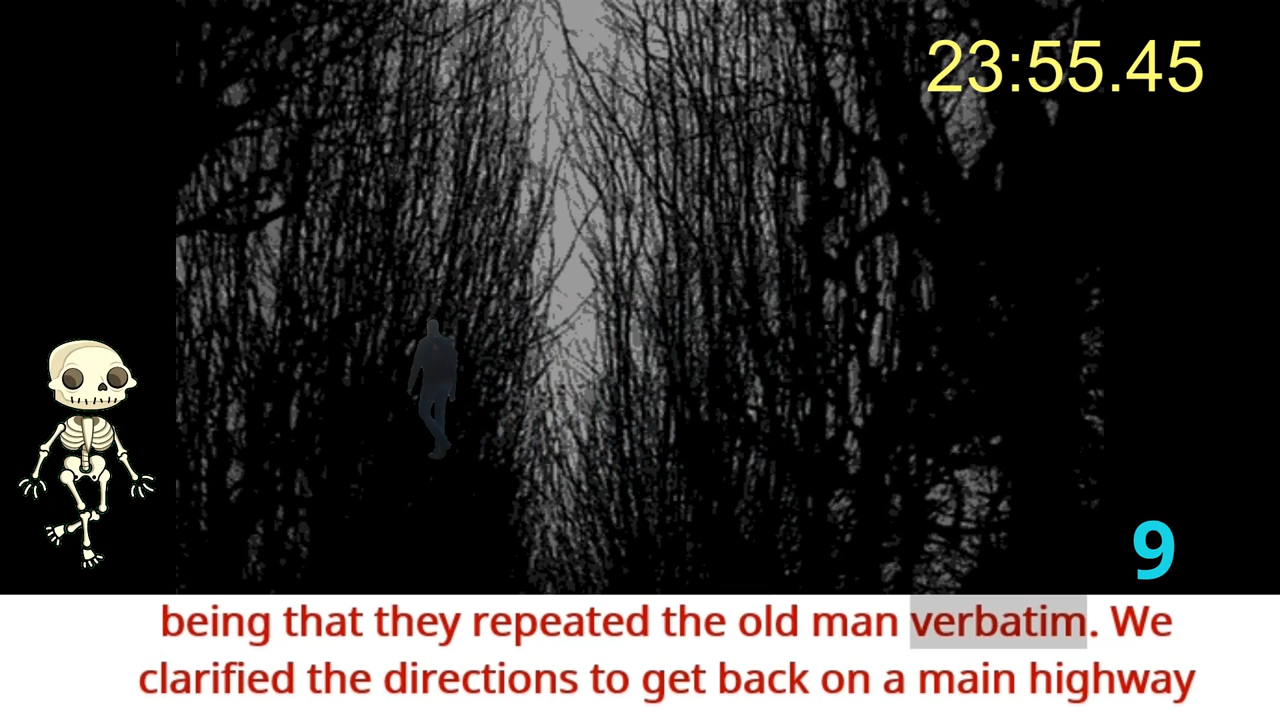 23:55.45
9
being that they repeated the old man verbatim. We
clarified the directions to get back on a main highway